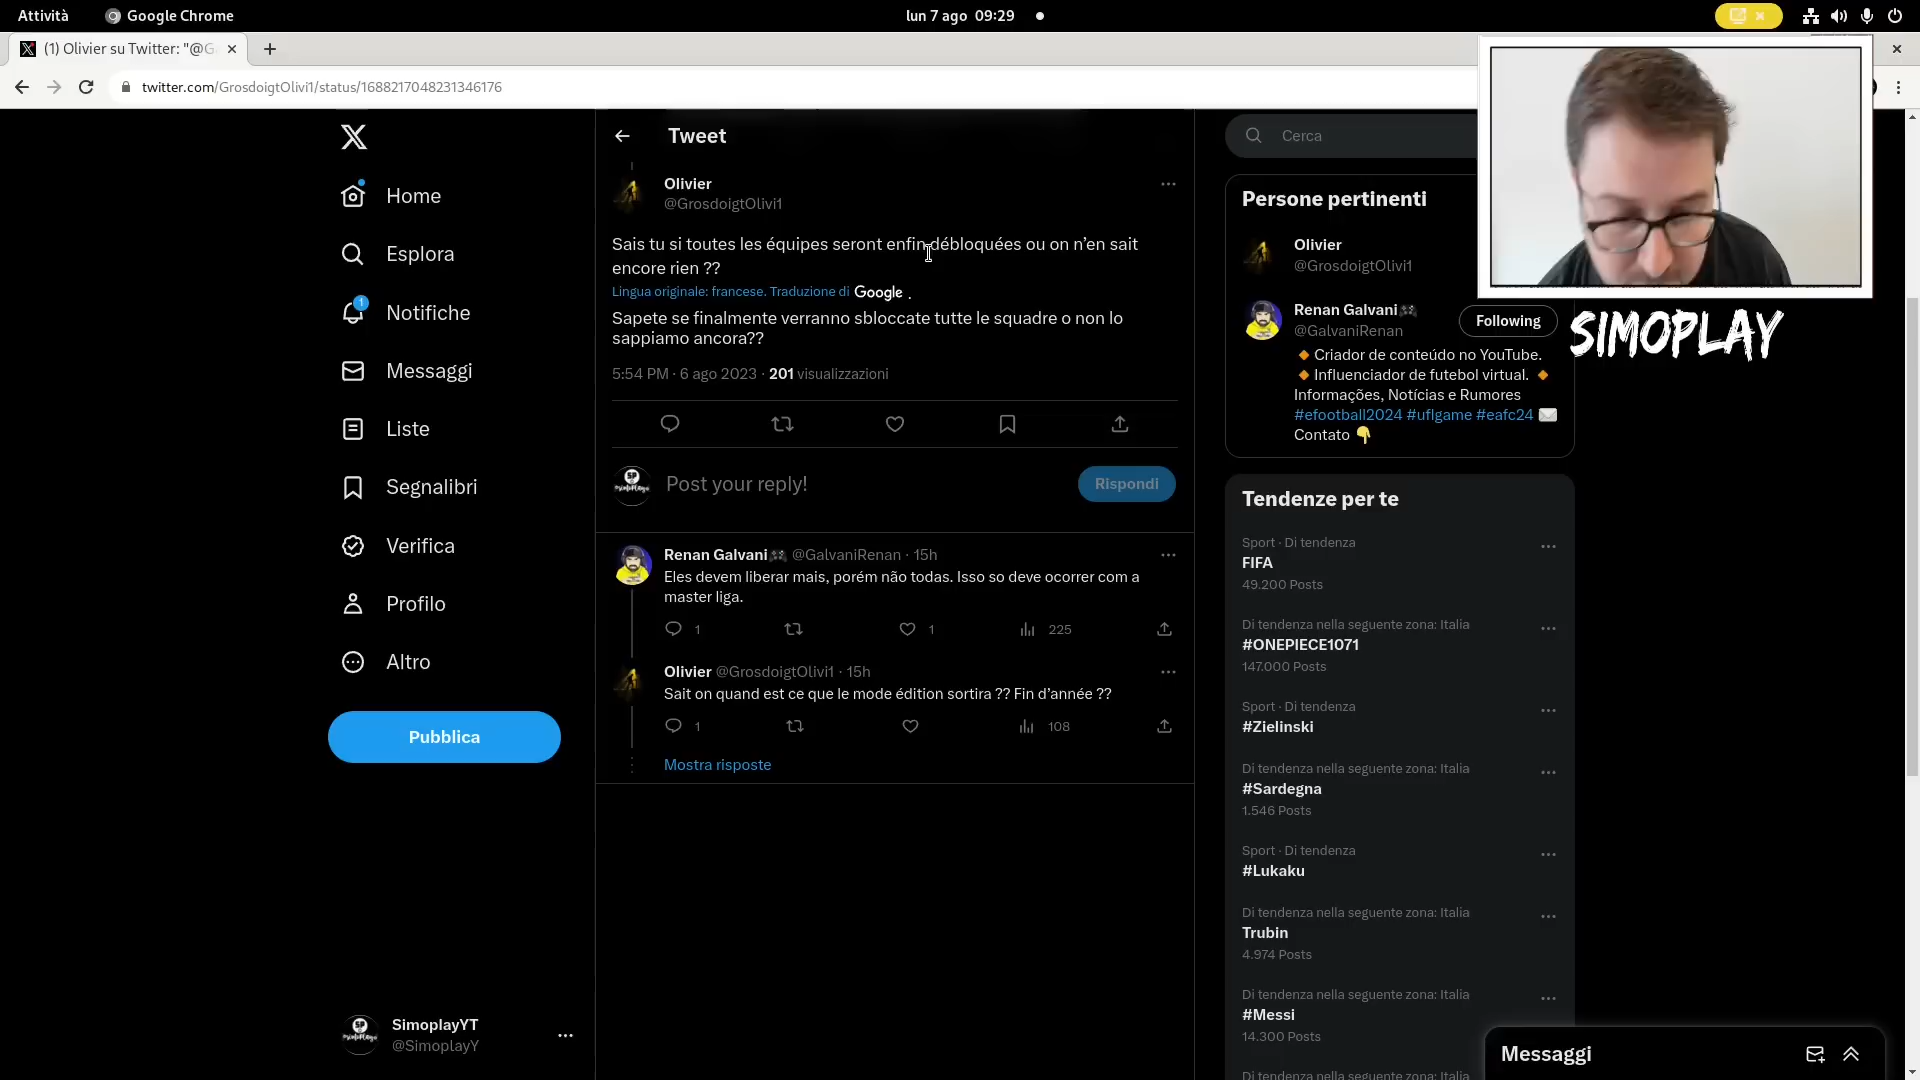 Attività
Google Chrome
lun 7 ago 09:29
(1) Olivier su Twitter: "@G
twitter.com/GrosdoigtOlivi1/status/1688217048231346176
Home
Esplora
1
Notifiche
Messaggi
Liste
Segnalibri
Verifica
Profilo
Altro
Pubblica
SimoplayYT
@SimoplayY
Tweet
Olivier
@GrosdoigtOlivi1
Sais tu si toutes les équipes seront enfin débloquées ou on n’en sait
encore rien ??
Lingua originale: francese. Traduzione di Google .
Sapete se finalmente verranno sbloccate tutte le squadre o non lo
sappiamo ancora??
5:54 PM · 6 ago 2023 · 201 visualizzazioni
Post your reply!
Rispondi
Renan Galvani @GalvaniRenan · 15h
Eles devem liberar mais, porém não todas. Isso so deve ocorrer com a
master liga.
1
1
225
Olivier @GrosdoigtOlivi1 · 15h
Sait on quand est ce que le mode édition sortira ?? Fin d’année ??
1
108
Mostra risposte
Cerca
Persone pertinenti
Olivier
@GrosdoigtOlivi1
Renan Galvani
@GalvaniRenan
Following
Criador de conteúdo no YouTube.
Influenciador de futebol virtual.
Informações, Notícias e Rumores
#efootball2024 #uflgame #eafc24
Contato
SIMOPLAY
Tendenze per te
Sport · Di tendenza
FIFA
49.200 Posts
Di tendenza nella seguente zona: Italia
#ONEPIECE1071
147.000 Posts
Sport · Di tendenza
#Zielinski
Di tendenza nella seguente zona: Italia
#Sardegna
1.546 Posts
Sport · Di tendenza
#Lukaku
Di tendenza nella seguente zona: Italia
Trubin
4.974 Posts
Di tendenza nella seguente zona: Italia
#Messi
14.300 Posts
Di tendenza nella seguente zona: Italia
Messaggi